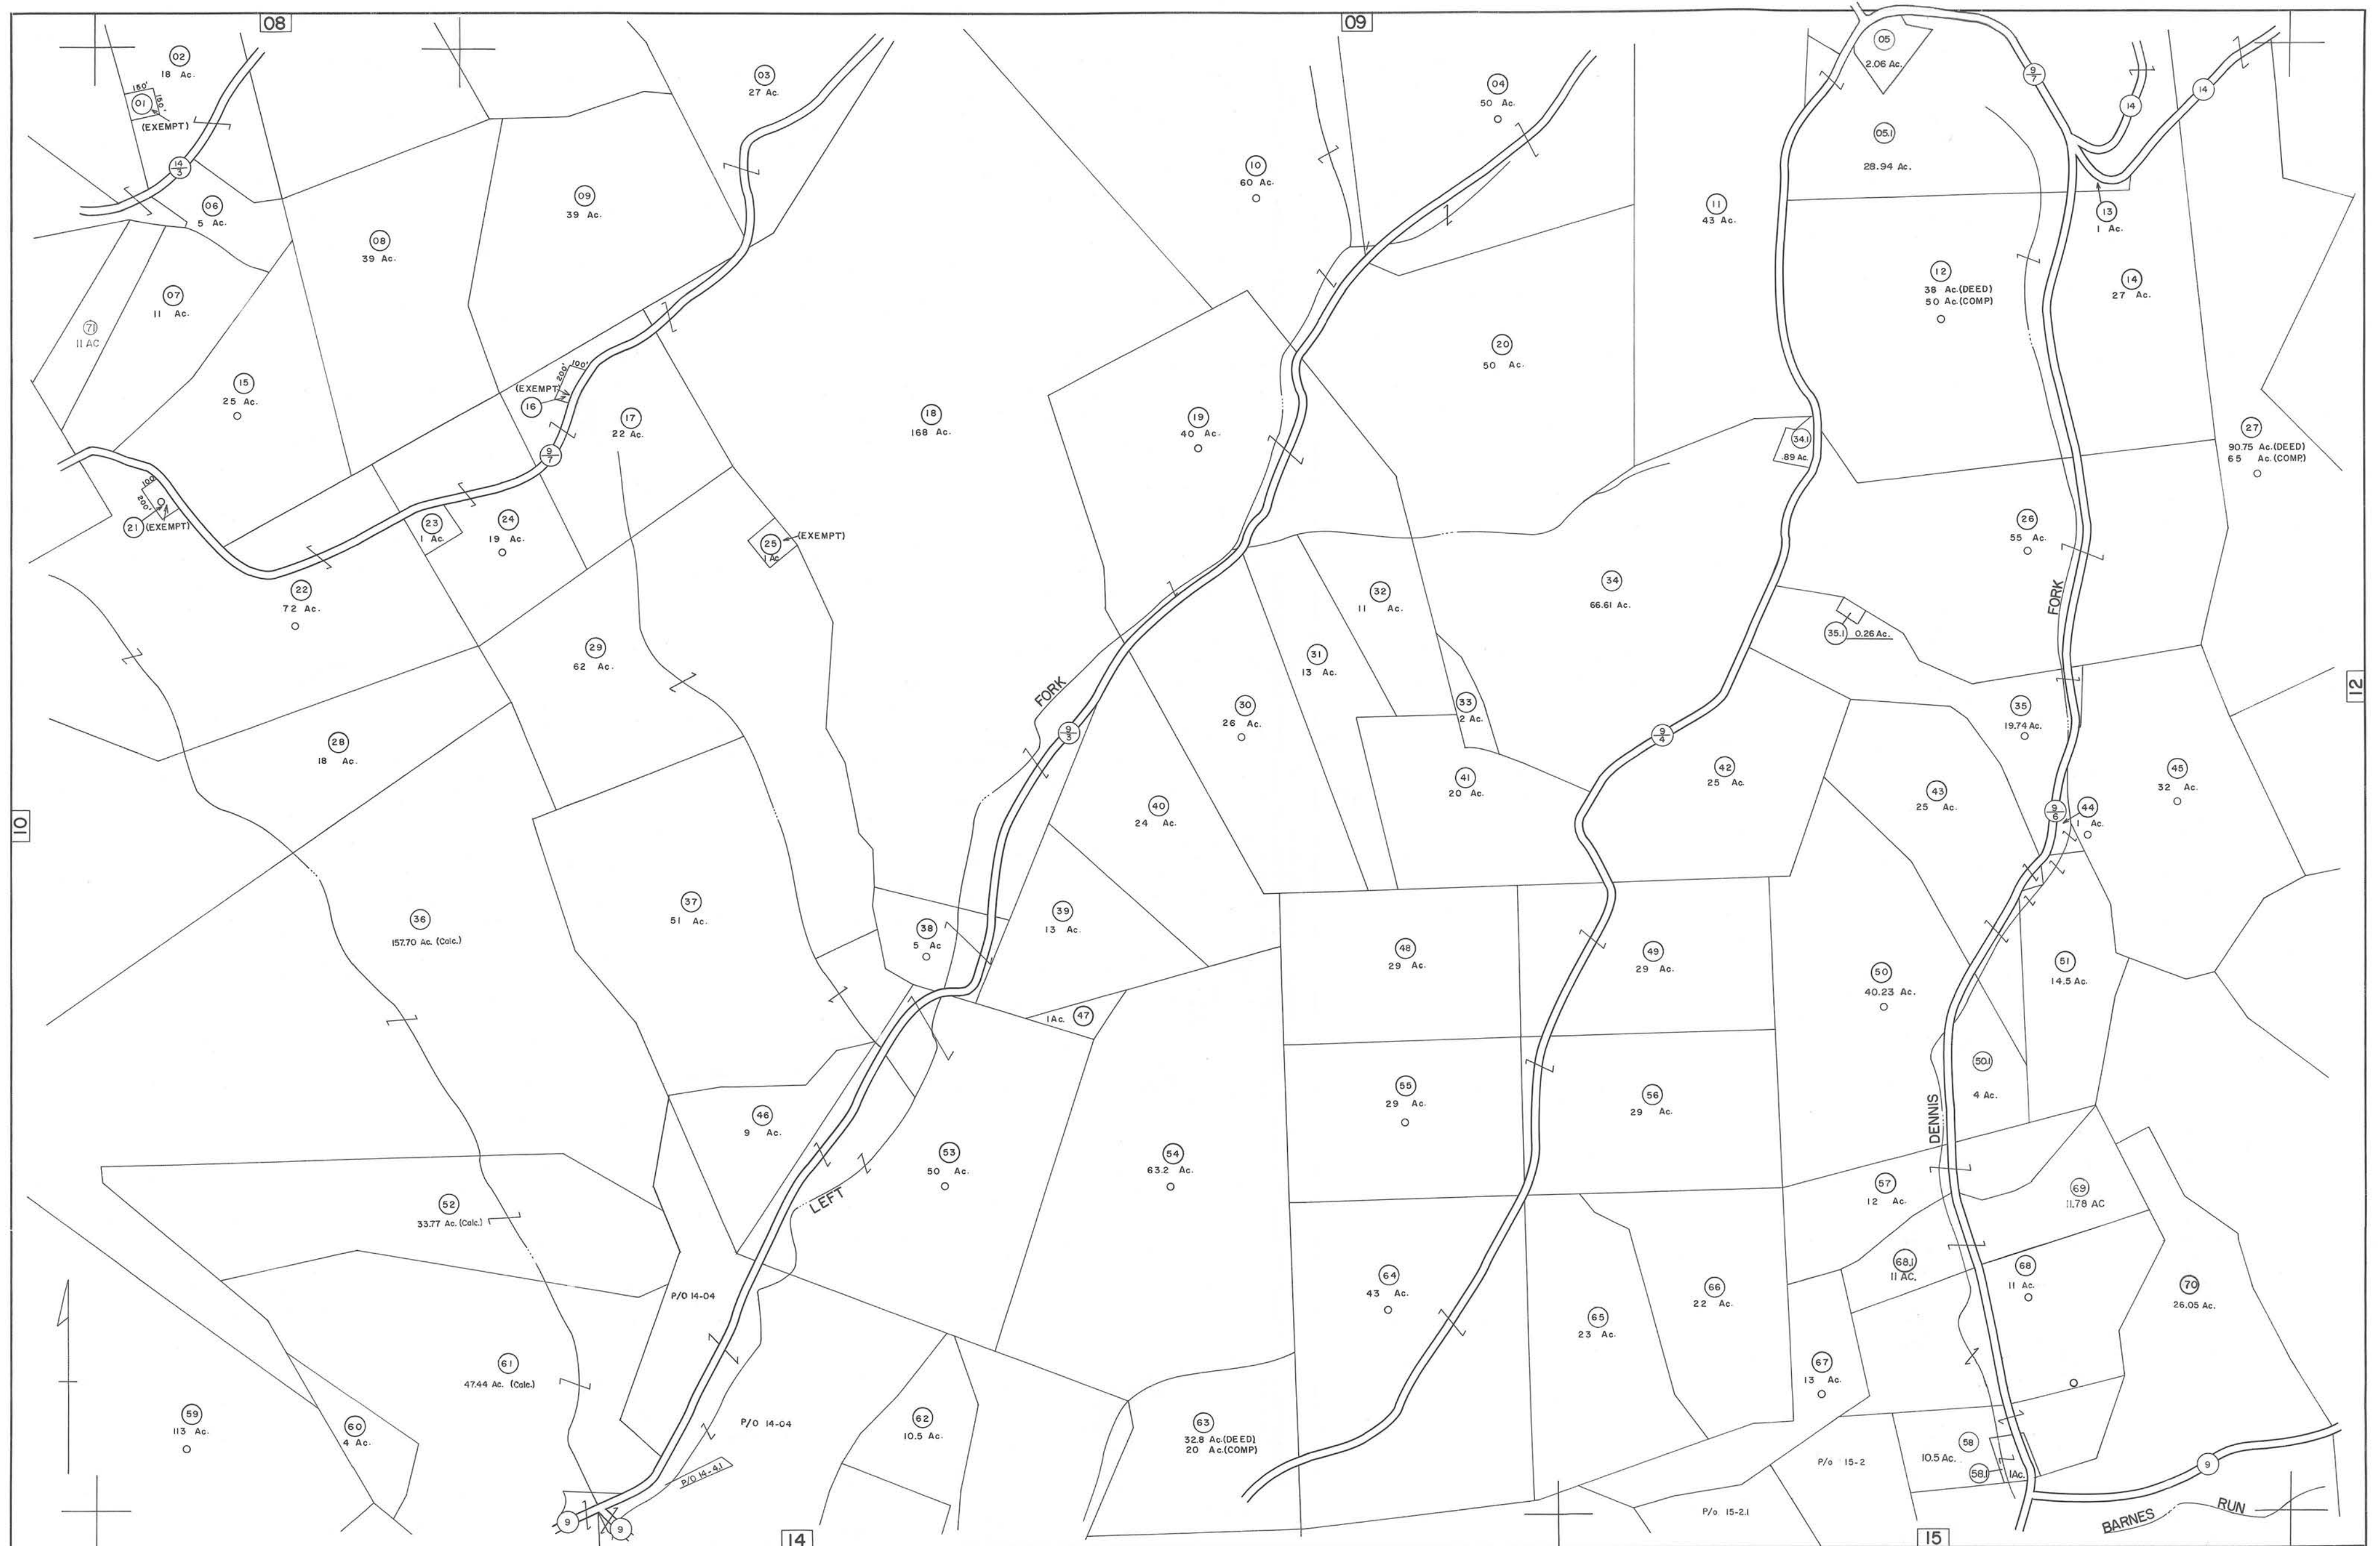 08
09
02
18 Ac.
150'
150'
01
(EXEMPT)
14
3
03
27 Ac.
04
50 Ac.
05
2.06 Ac.
9
7
14
14
05.1
28.94 Ac.
06
5 Ac.
08
39 Ac.
09
39 Ac.
10
60 Ac.
11
43 Ac.
13
1 Ac.
07
11 Ac.
71
11 AC
12
38 Ac.(DEED)
50 Ac.(COMP)
14
27 Ac.
15
25 Ac.
200'
100'
(EXEMPT)
16
17
22 Ac.
18
168 Ac.
19
40 Ac.
20
50 Ac.
34.1
.89 Ac.
27
90.75 Ac.(DEED)
65 Ac.(COMP.)
9
7
100'
200'
21
(EXEMPT)
23
1 Ac.
24
19 Ac.
25
1 Ac.
(EXEMPT)
26
55 Ac.
22
72 Ac.
29
62 Ac.
32
11 Ac.
34
66.61 Ac.
35.1
0.26 Ac.
FORK
31
13 Ac.
FORK
30
26 Ac.
33
2 Ac.
35
19.74 Ac.
12
28
18 Ac.
9
3
9
4
41
20 Ac.
42
25 Ac.
43
25 Ac.
45
32 Ac.
10
40
24 Ac.
9
6
44
1 Ac.
36
157.70 Ac. (Calc.)
37
51 Ac.
38
5 Ac
39
13 Ac.
48
29 Ac.
49
29 Ac.
50
40.23 Ac.
51
14.5 Ac.
1Ac.
47
50.1
4 Ac.
46
9 Ac.
55
29 Ac.
56
29 Ac.
DENNIS
53
50 Ac.
54
63.2 Ac.
52
33.77 Ac. (Calc.)
LEFT
57
12 Ac.
69
11.78 AC
68.1
11 AC.
68
11 Ac.
70
26.05 Ac.
P/O 14-04
64
43 Ac.
65
23 Ac.
66
22 Ac.
67
13 Ac.
61
47.44 Ac. (Calc.)
59
113 Ac.
60
4 Ac.
P/O 14-04
62
10.5 Ac.
63
32.8 Ac.(DEED)
20 Ac.(COMP)
P/O 14-4.1
P/o 15-2
58
10.5 Ac.
58.1
1Ac.
9
9
9
P/o 15-2.1
BARNES
RUN
14
15